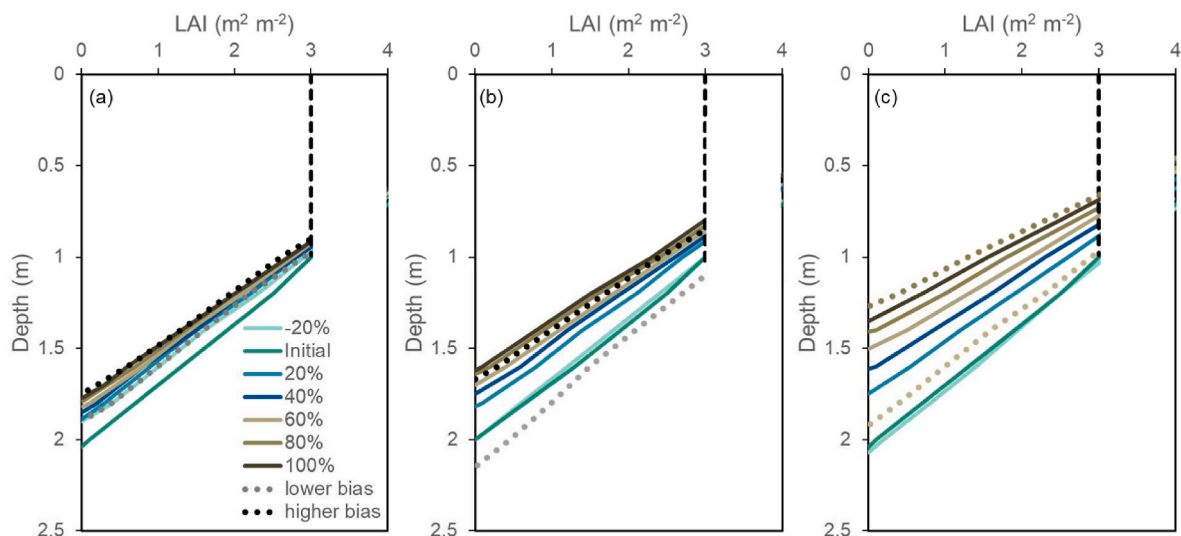 LAI (m² m⁻²) LAI (m² m⁻²) LAI (m² m⁻²)
0 1 2 3 4 0 1 2 3 4 0 1 2 3 4
0 0 0
(a) (b) (c)
0.5 0.5 0.5
1 1 1
Depth (m) Depth (m) Depth (m)
1.5 1.5 1.5
2 2 2
2.5 2.5 2.5
-20%
Initial
20%
40%
60%
80%
100%
lower bias
higher bias